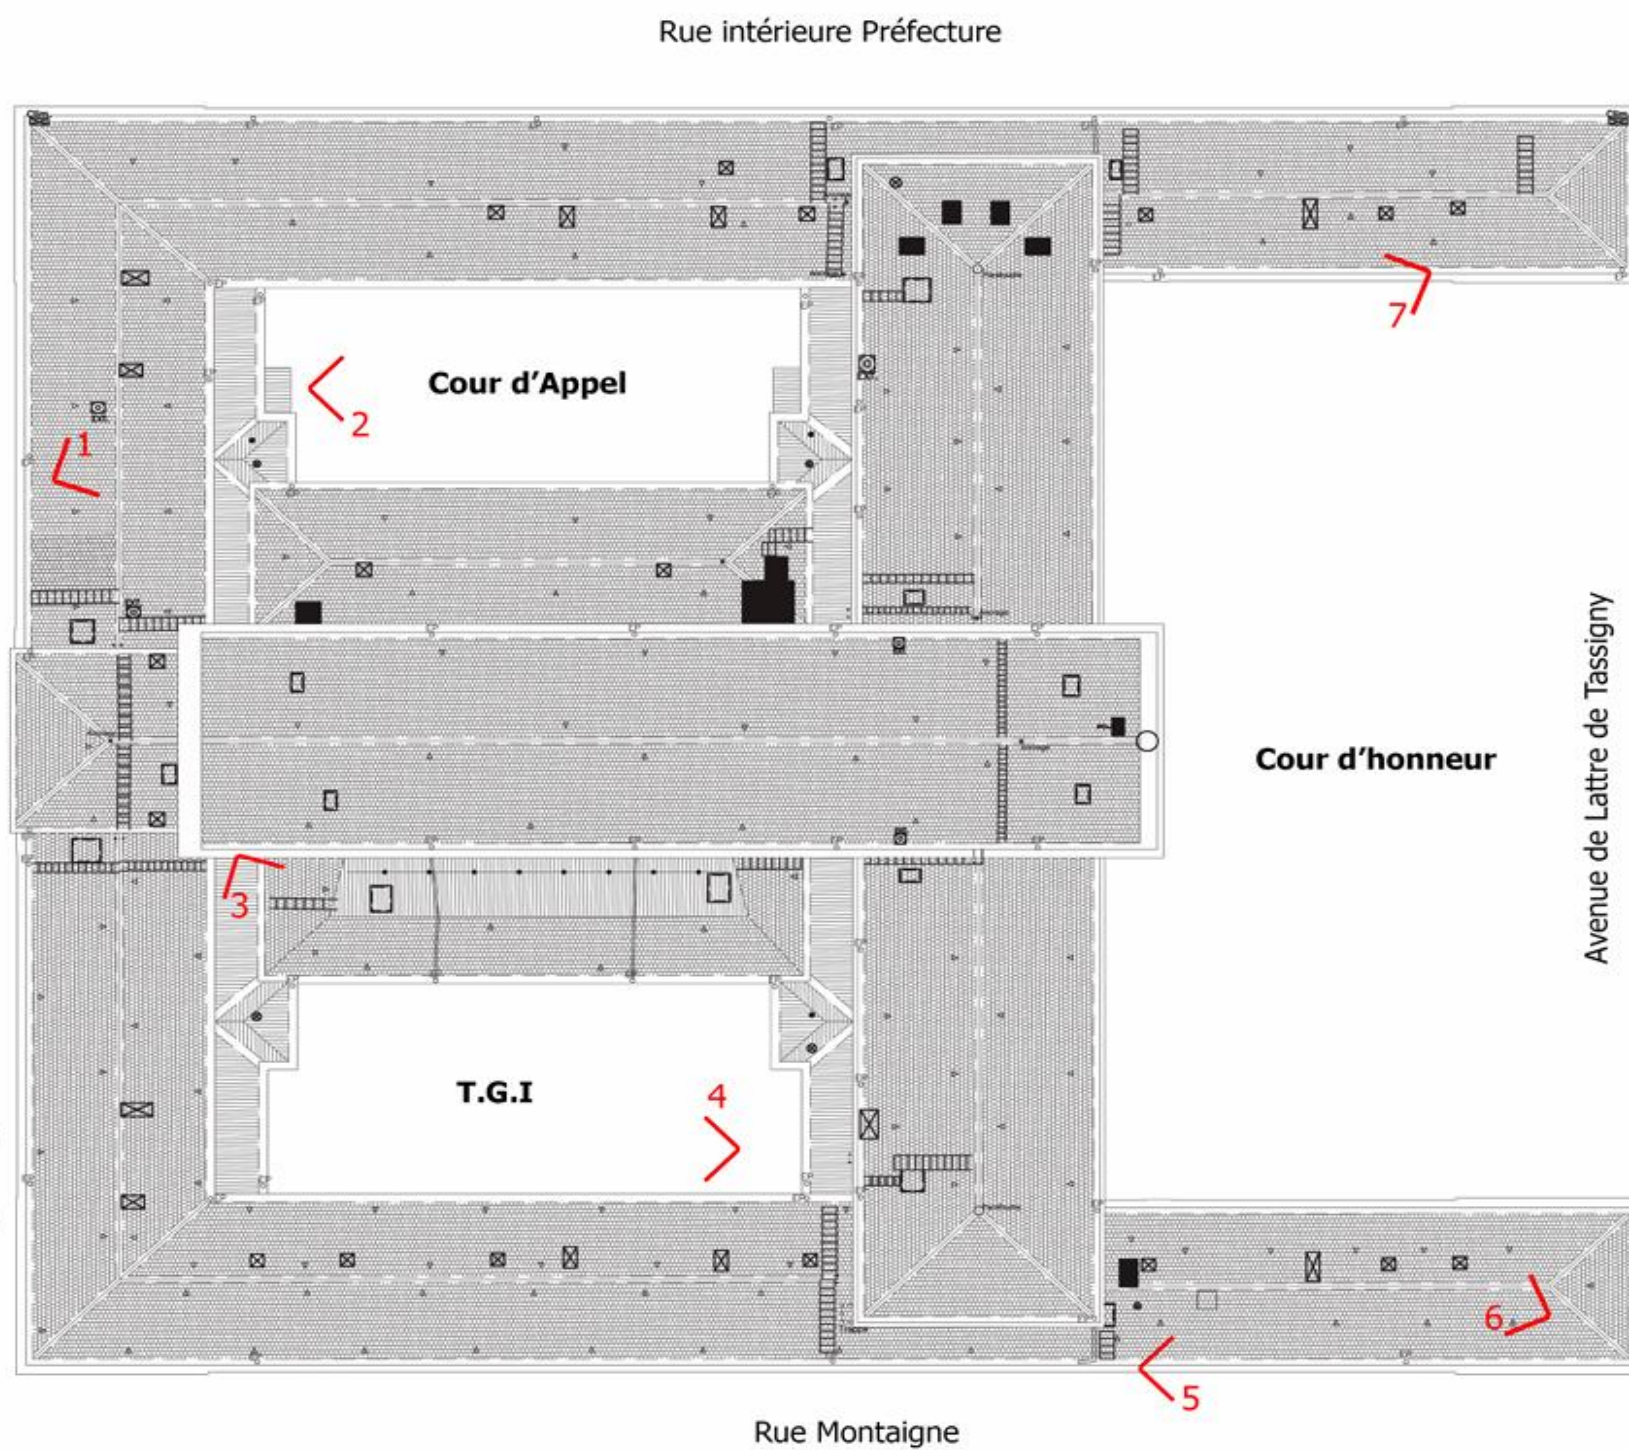 Rue intérieure Préfecture
7
Cour d'Appel
2
1
Avenue de Lattre de Tassigny
Cour d'honneur
3
T.G.I
4
6
5
Rue Montaigne